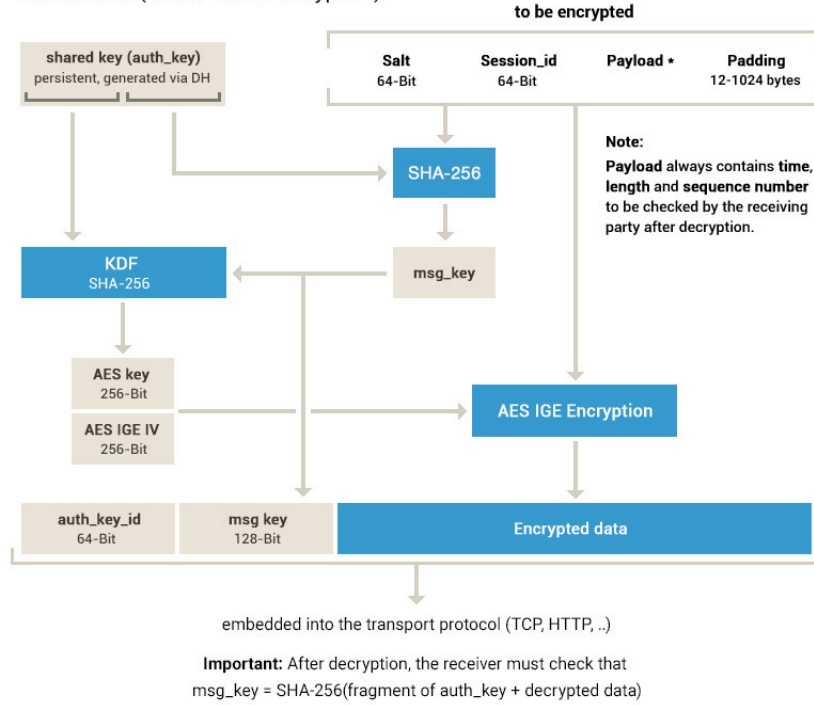 to be encrypted
shared key (auth_key)
persistent, generated via DH
Salt
64-Bit
Session_id
64-Bit
Payload *
Padding
12-1024 bytes
Note:
Payload always contains time,
length and sequence number
to be checked by the receiving
party after decryption.
SHA-256
KDF
SHA-256
msg_key
AES key
256-Bit
AES IGE IV
256-Bit
AES IGE Encryption
auth_key_id
64-Bit
msg key
128-Bit
Encrypted data
embedded into the transport protocol (TCP, HTTP, ..)
Important: After decryption, the receiver must check that
msg_key = SHA-256(fragment of auth_key + decrypted data)